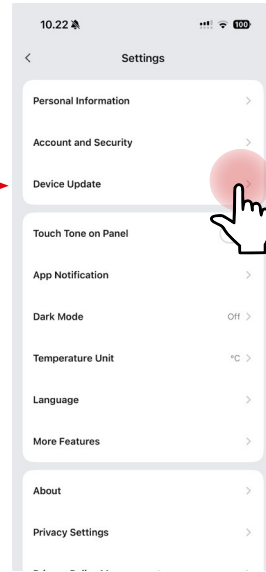 10.22
100
Settings
Personal Information
Account and Security
Device Update
Touch Tone on Panel
App Notification
Dark Mode Off
Temperature Unit °C
Language
More Features
About
Privacy Settings